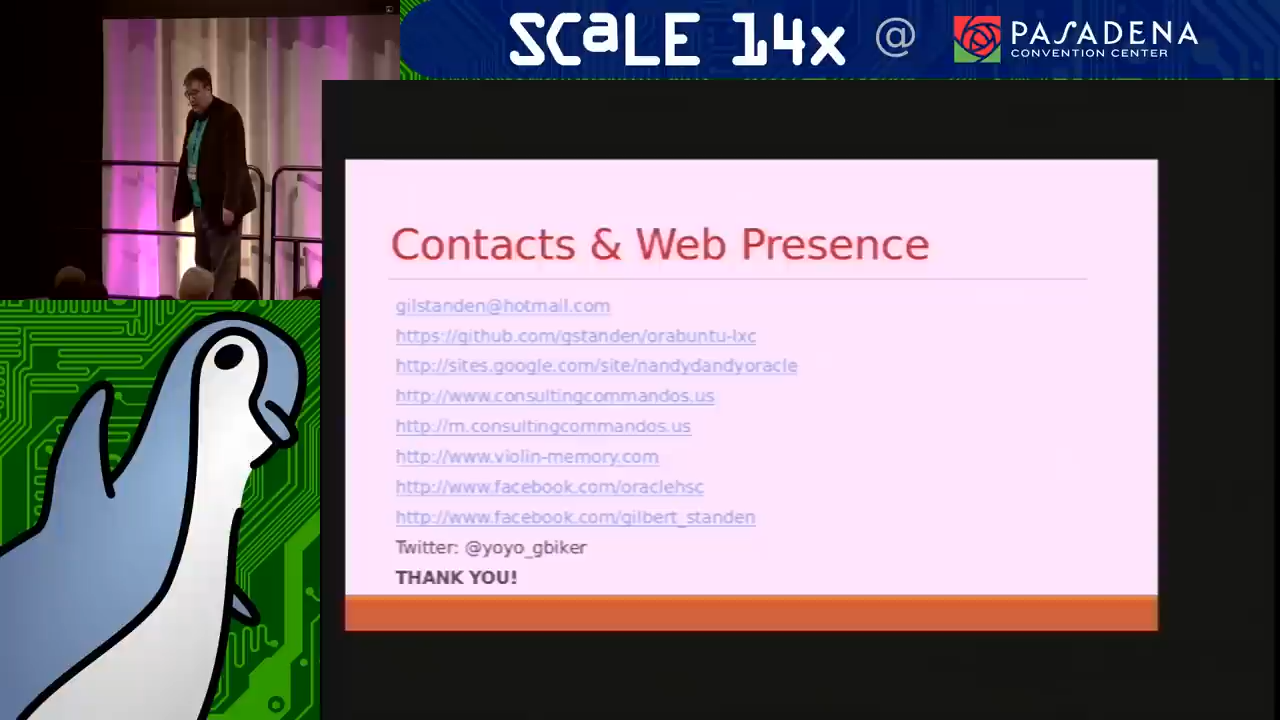 SCALE 14x @ PASADENA
CONVENTION CENTER
Contacts & Web Presence
gilstanden@hotmail.com
https://github.com/gstanden/orabuntu-lxc
http://sites.google.com/site/nandydandyoracle
http://www.consultingcommandos.us
http://m.consultingcommandos.us
http://www.violin-memory.com
http://www.facebook.com/oraclehsc
http://www.facebook.com/gilbert_standen
Twitter: @yoyo_gbiker
THANK YOU!